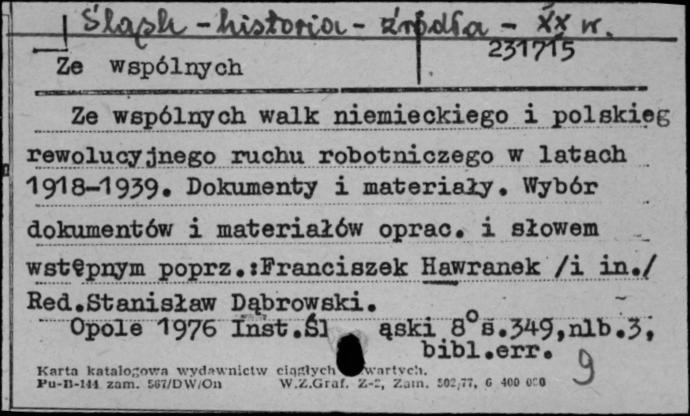 Śląsk - historia - źródła - XX w.
231715
Ze wspólnych
Ze wspólnych walk niemieckiego i polskieg
rewolucyjnego ruchu robotniczego w latach
1918-1939. Dokumenty i materiały. Wybór
dokumentów i materiałów oprac. i słowem
wstępnym poprz.:Franciszek Hawranek /i in./
Red.Stanisław Dąbrowski.
Opole 1976 Inst.Śl ąski 8° s.349,nlb.3,
bibl.err.
9
Karta katalogowa wydawnictw ciągłych wartych.
Pu-B-144 zam. 567/DW/On W.Z.Graf. Z-2, Zam. 502/77, 6 400 000